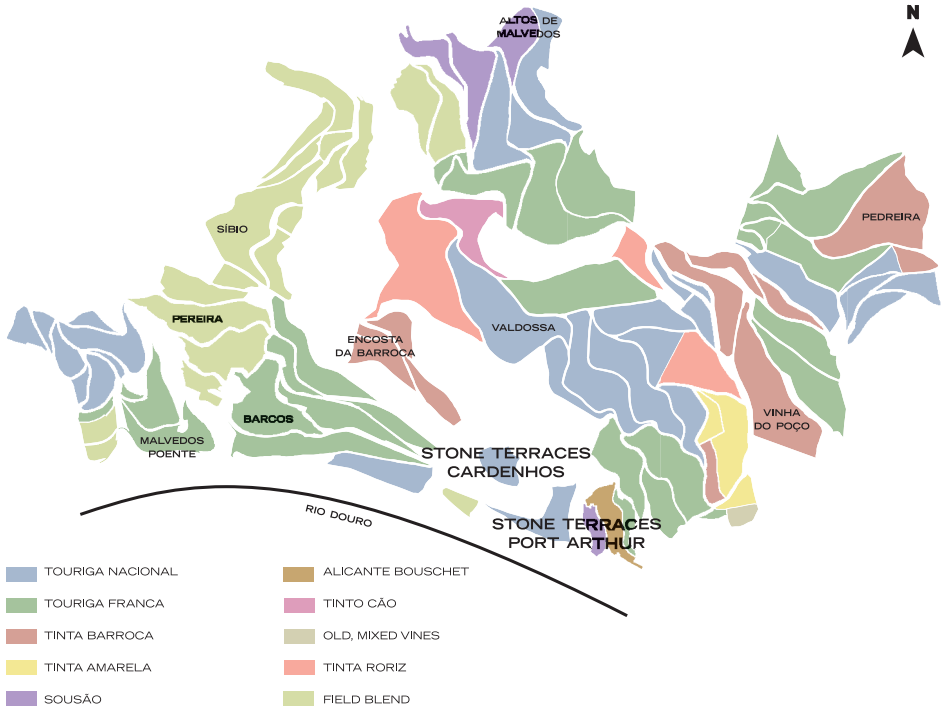 N
ALTOS DE
MALVEDOS
PEDREIRA
SÍBIO
PEREIRA
VALDOSSA
ENCOSTA
DA BARROCA
BARCOS
VINHA
DO POÇO
MALVEDOS
POENTE
STONE TERRACES
CARDENHOS
RIO DOURO
STONE TERRACES
PORT ARTHUR
TOURIGA NACIONAL
TOURIGA FRANCA
TINTA BARROCA
TINTA AMARELA
SOUSÃO
ALICANTE BOUSCHET
TINTO CÃO
OLD, MIXED VINES
TINTA RORIZ
FIELD BLEND